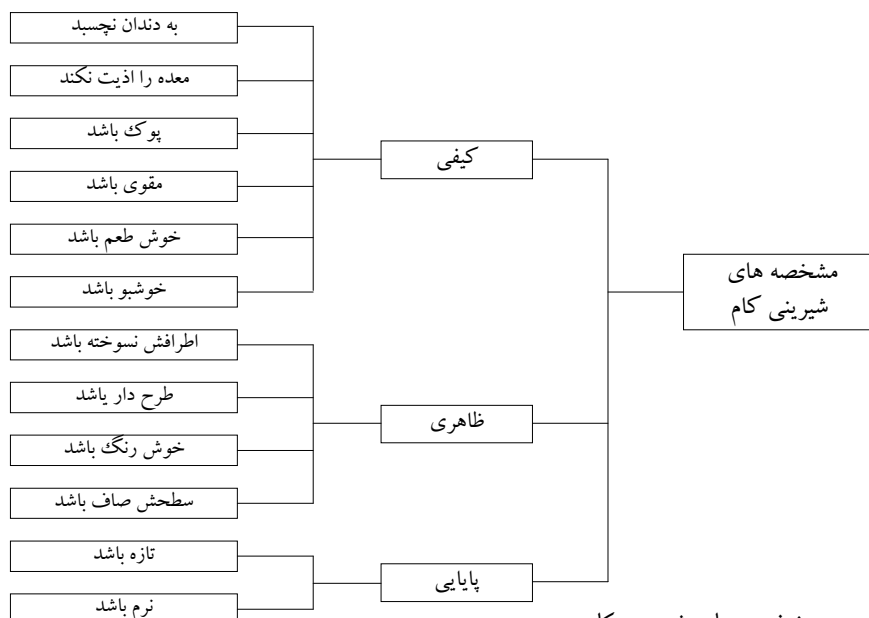 مشخصه های
شیرینی کام
کیفی
به دندان نچسبد
معده را اذیت نکند
پوک باشد
مقوی باشد
خوش طعم باشد
خوشبو باشد
ظاهری
اطرافش نسوخته باشد
طرح دار یاشد
خوش رنگ باشد
سطحش صاف باشد
پایایی
تازه باشد
نرم باشد